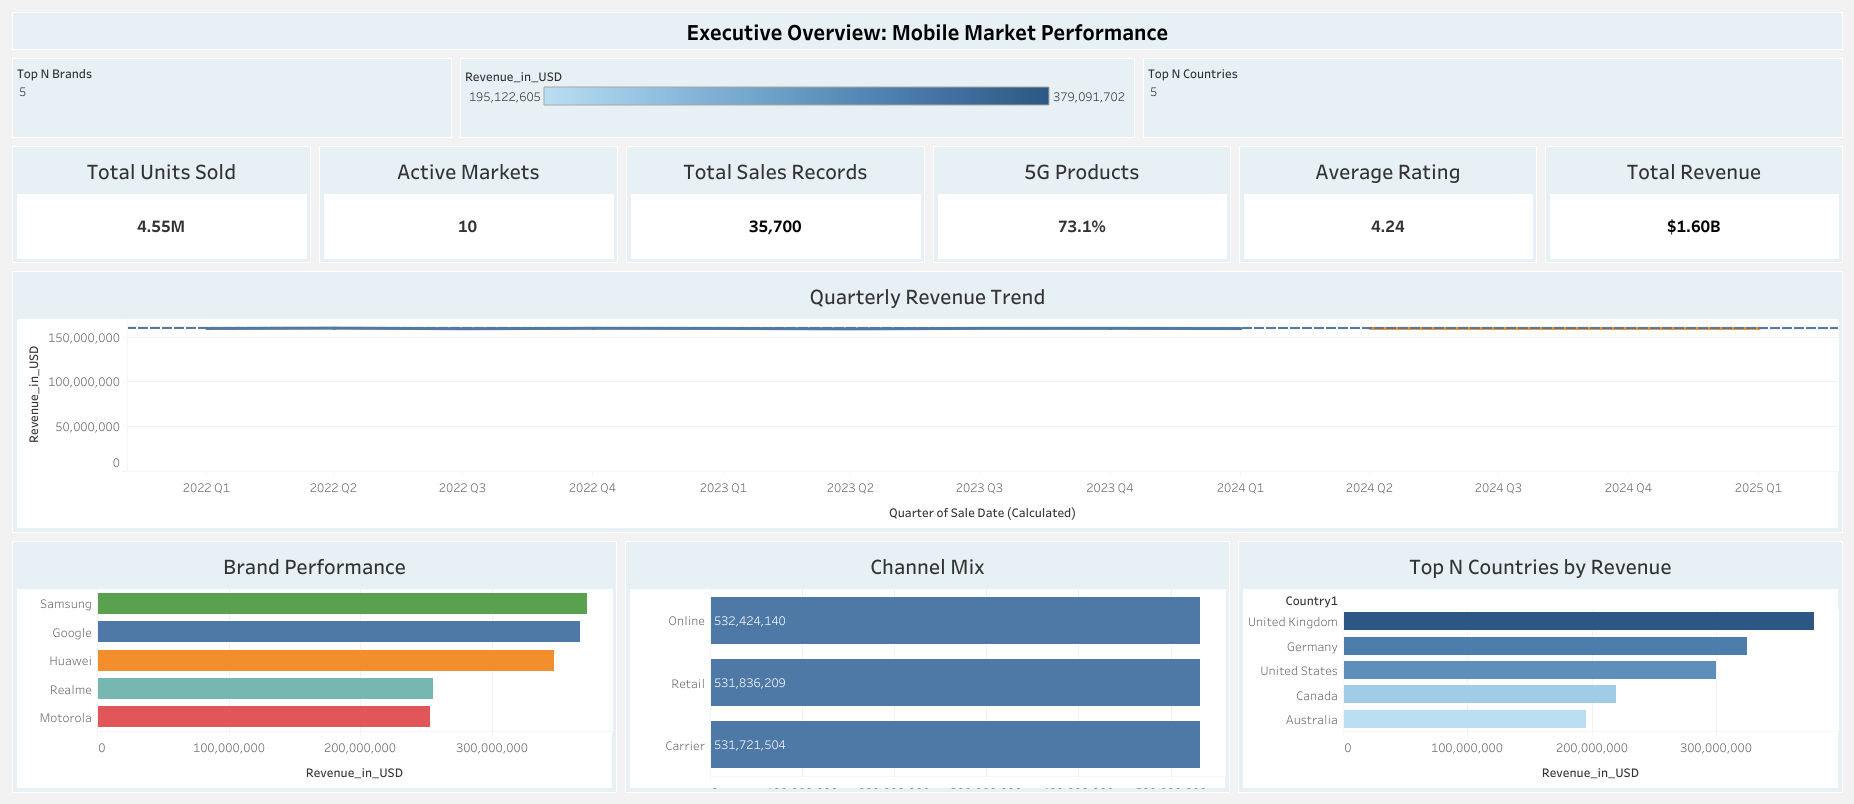 Executive Overview: Mobile Market Performance
Top N Brands
5
Revenue_in_USD
195,122,605 379,091,702
Top N Countries
5
Total Units Sold
4.55M
Active Markets
10
Total Sales Records
35,700
5G Products
73.1%
Average Rating
4.24
Total Revenue
$1.60B
Quarterly Revenue Trend
Revenue_in_USD
150,000,000
100,000,000
50,000,000
0
2022 Q1 2022 Q2 2022 Q3 2022 Q4 2023 Q1 2023 Q2 2023 Q3 2023 Q4 2024 Q1 2024 Q2 2024 Q3 2024 Q4 2025 Q1
Quarter of Sale Date (Calculated)
Brand Performance
Samsung
Google
Huawei
Realme
Motorola
0 100,000,000 200,000,000 300,000,000
Revenue_in_USD
Channel Mix
Online 532,424,140
Retail 531,836,209
Carrier 531,721,504
Top N Countries by Revenue
Country1
United Kingdom
Germany
United States
Canada
Australia
0 100,000,000 200,000,000 300,000,000
Revenue_in_USD